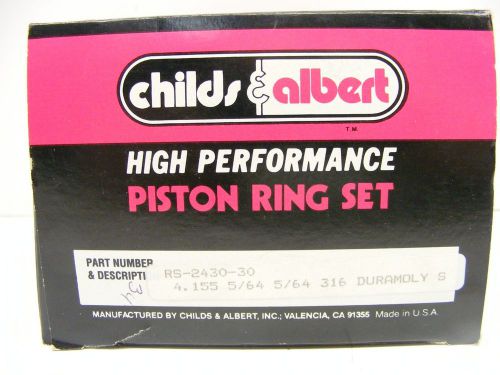 childs & albert
T.M.
HIGH PERFORMANCE
PISTON RING SET
PART NUMBER
& DESCRIPTI
RS-2430-30
4.155 5/64 5/64 316 DURAMOLY S
34
MANUFACTURED BY CHILDS & ALBERT, INC.; VALENCIA, CA 91355 Made in U.S.A.